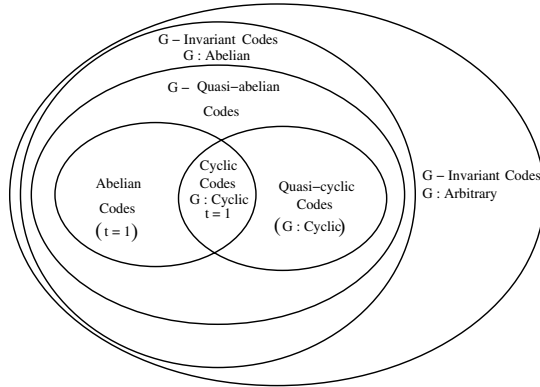 G – Invariant Codes
G : Abelian
G – Quasi–abelian
Codes
Abelian
Codes
( t = 1 )
Cyclic
Codes
G : Cyclic
t = 1
Quasi–cyclic
Codes
( G : Cyclic )
G – Invariant Codes
G : Arbitrary